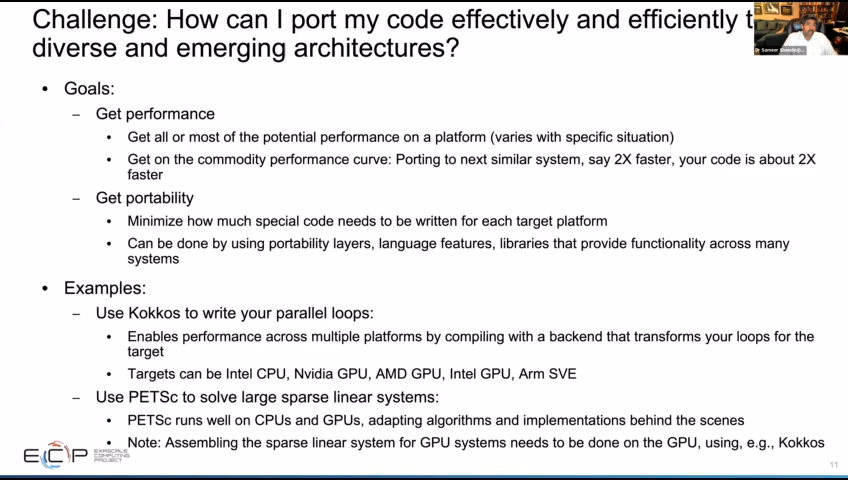 Challenge: How can I port my code effectively and efficiently t
diverse and emerging architectures?
• Goals:
– Get performance
• Get all or most of the potential performance on a platform (varies with specific situation)
• Get on the commodity performance curve: Porting to next similar system, say 2X faster, your code is about 2X
faster
– Get portability
• Minimize how much special code needs to be written for each target platform
• Can be done by using portability layers, language features, libraries that provide functionality across many
systems
• Examples:
– Use Kokkos to write your parallel loops:
• Enables performance across multiple platforms by compiling with a backend that transforms your loops for the
target
• Targets can be Intel CPU, Nvidia GPU, AMD GPU, Intel GPU, Arm SVE
– Use PETSc to solve large sparse linear systems:
• PETSc runs well on CPUs and GPUs, adapting algorithms and implementations behind the scenes
• Note: Assembling the sparse linear system for GPU systems needs to be done on the GPU, using, e.g., Kokkos
ECP
EXASCALE
COMPUTING
PROJECT
11
Dr Sameer Shende